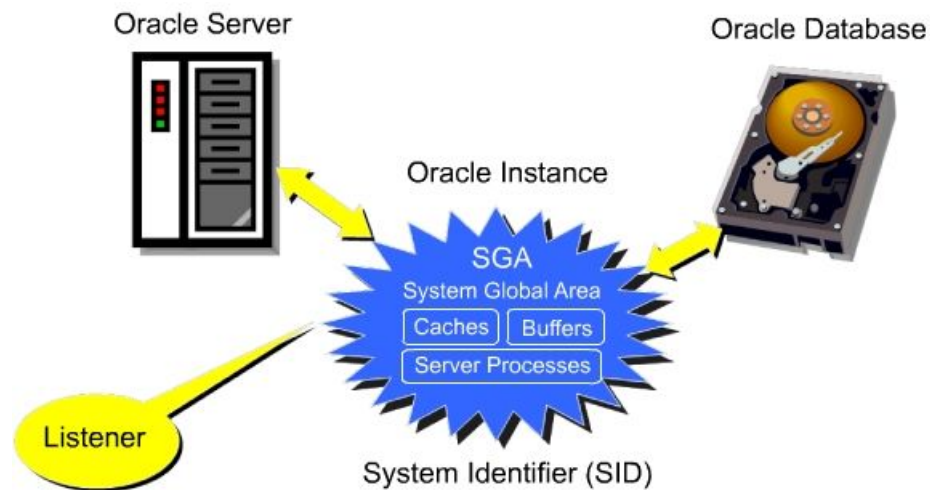 Oracle Server
Oracle Database
Oracle Instance
SGA
System Global Area
Caches
Buffers
Server Processes
Listener
System Identifier (SID)